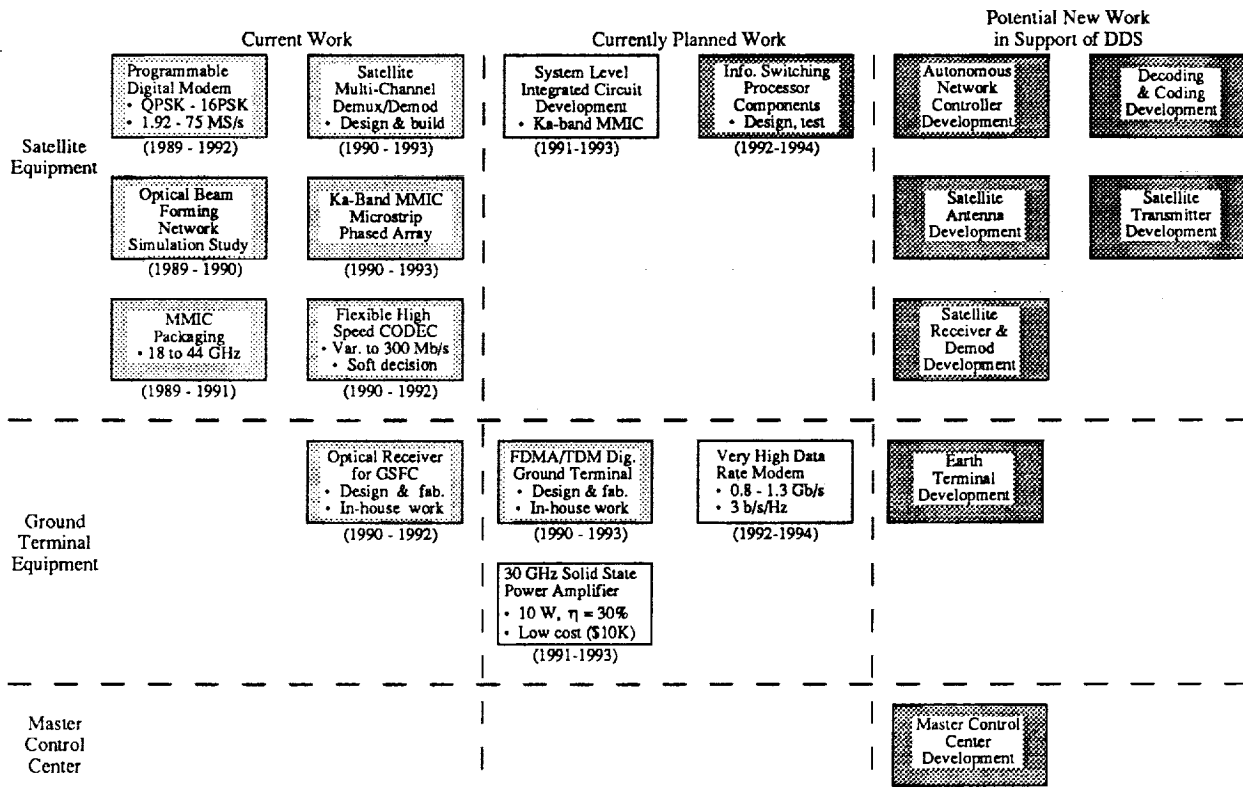 Current Work
Currently Planned Work
Potential New Work
in Support of DDS
Satellite
Equipment
Programmable
Digital Modem
• QPSK - 16PSK
• 1.92 - 75 MS/s
(1989 - 1992)
Satellite
Multi-Channel
Demux/Demod
• Design & build
(1990 - 1993)
System Level
Integrated Circuit
Development
• Ka-band MMIC
(1991-1993)
Info. Switching
Processor
Components
• Design, test
(1992-1994)
Autonomous
Network
Controller
Development
Decoding
& Coding
Development
Optical Beam
Forming
Network
Simulation Study
(1989 - 1990)
Ka-Band MMIC
Microstrip
Phased Array
(1990 - 1993)
Satellite
Antenna
Development
Satellite
Transmitter
Development
MMIC
Packaging
• 18 to 44 GHz
(1989 - 1991)
Flexible High
Speed CODEC
• Var. to 300 Mb/s
• Soft decision
(1990 - 1992)
Satellite
Receiver &
Demod
Development
Ground
Terminal
Equipment
Optical Receiver
for GSFC
• Design & fab.
• In-house work
(1990 - 1992)
FDMA/TDM Dig.
Ground Terminal
• Design & fab.
• In-house work
(1990 - 1993)
Very High Data
Rate Modem
• 0.8 - 1.3 Gb/s
• 3 b/s/Hz
(1992-1994)
Earth
Terminal
Development
30 GHz Solid State
Power Amplifier
• 10 W, η = 30%
• Low cost ($10K)
(1991-1993)
Master
Control
Center
Master Control
Center
Development